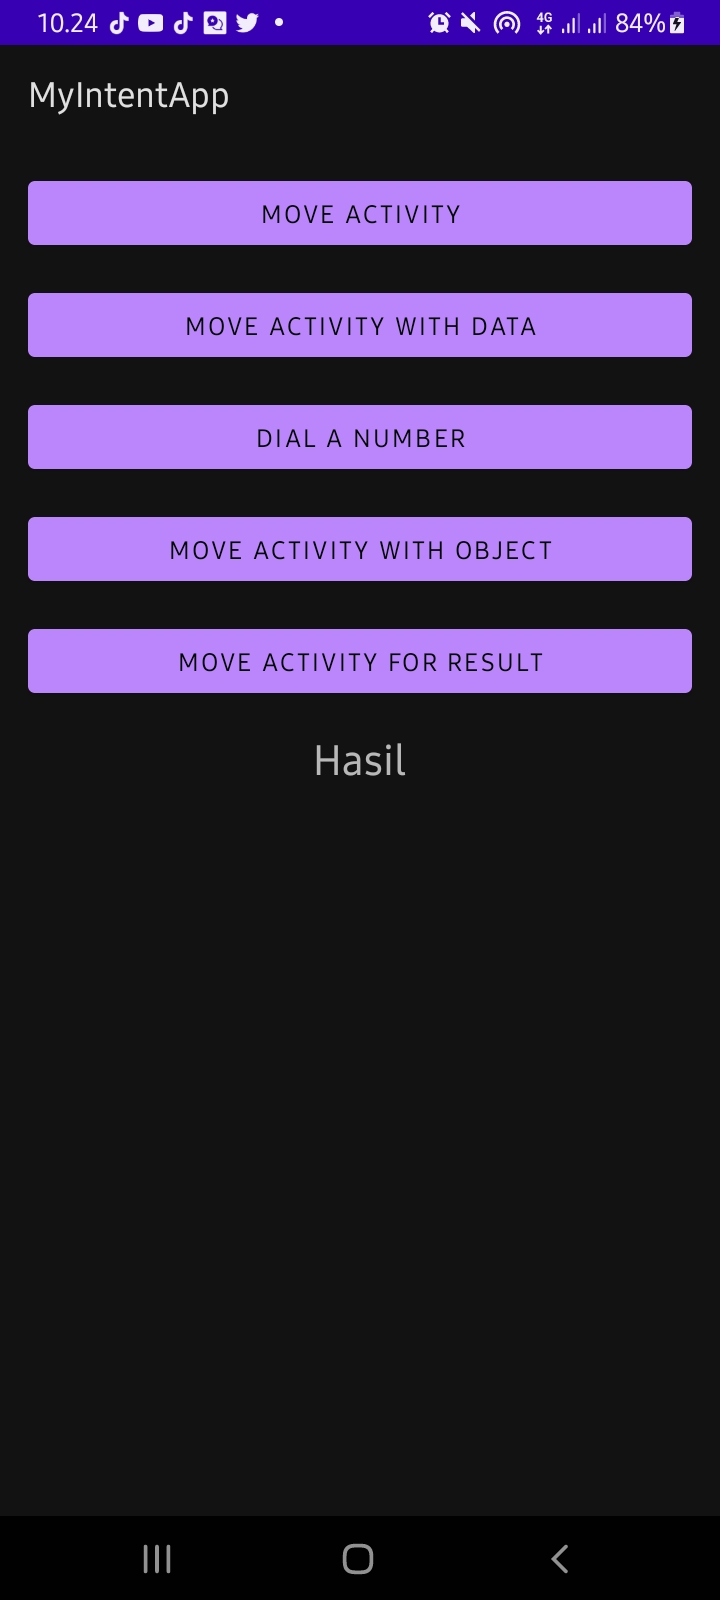 10.24 4G 84%
MyIntentApp
MOVE ACTIVITY
MOVE ACTIVITY WITH DATA
DIAL A NUMBER
MOVE ACTIVITY WITH OBJECT
MOVE ACTIVITY FOR RESULT
Hasil